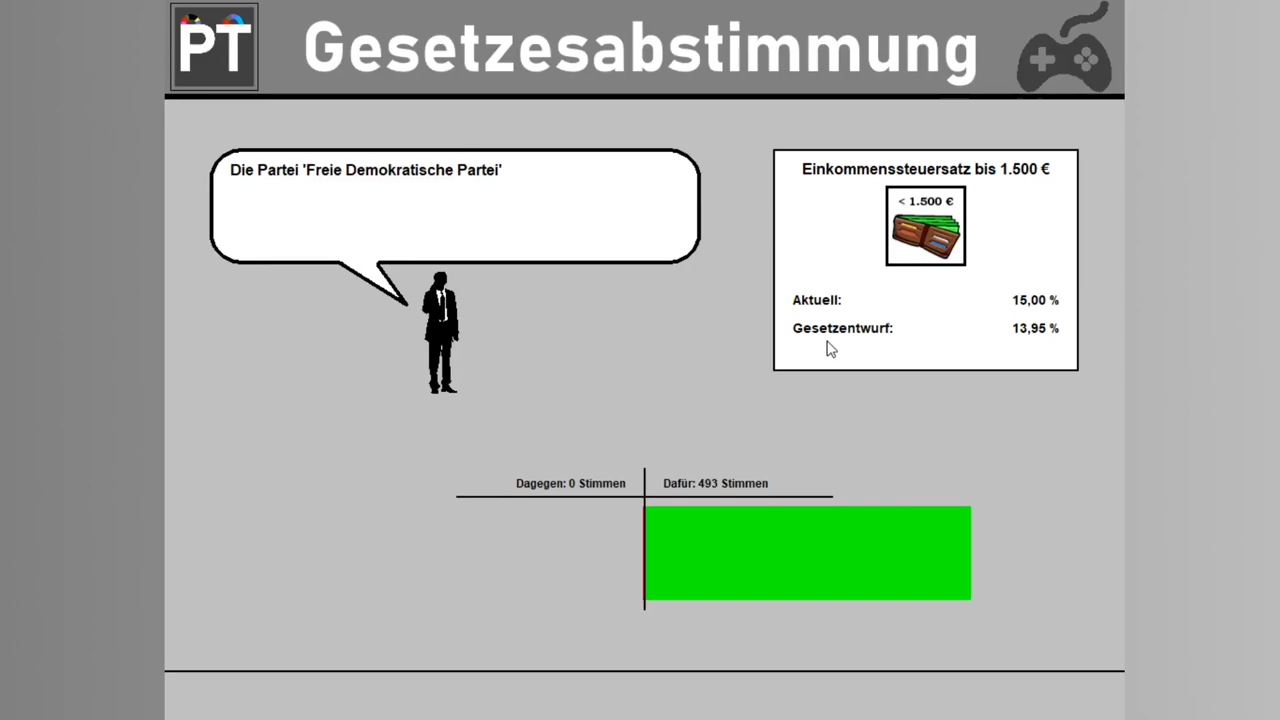 PT
Gesetzesabstimmung
Die Partei 'Freie Demokratische Partei'
Einkommenssteuersatz bis 1.500 €
< 1.500 €
Aktuell: 15,00 %
Gesetzentwurf: 13,95 %
Dagegen: 0 Stimmen
Dafür: 493 Stimmen